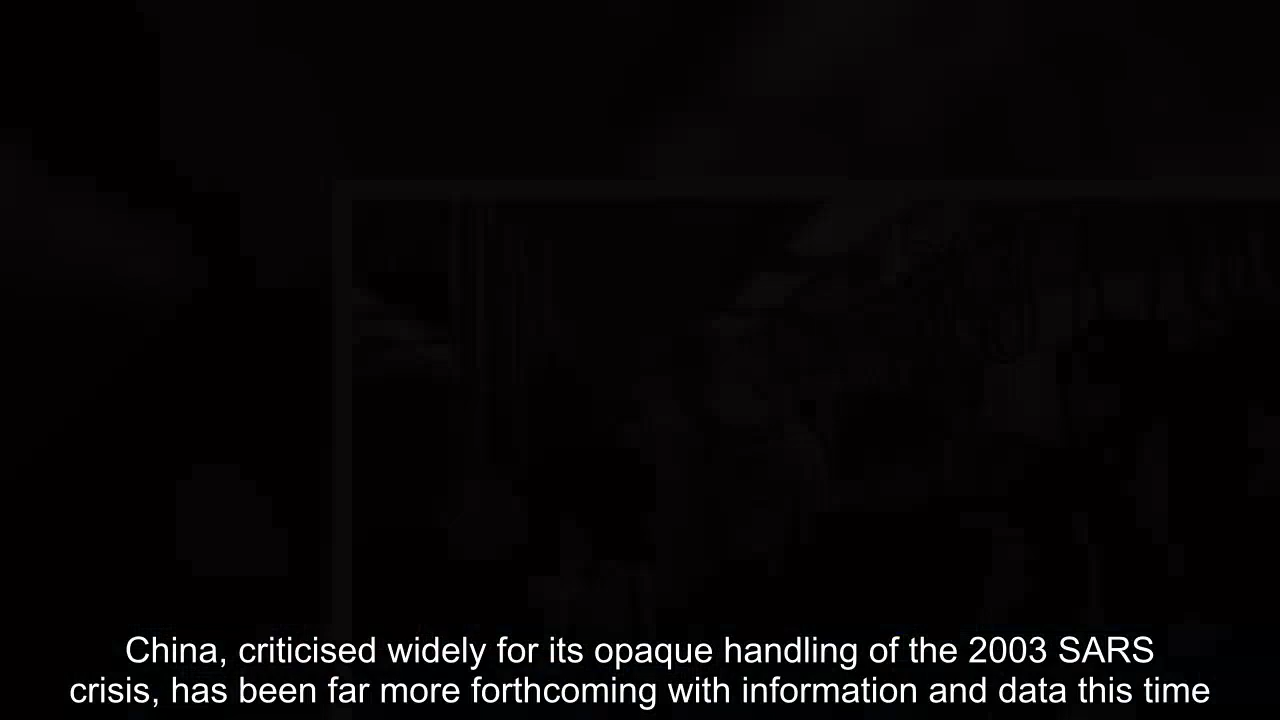 China, criticised widely for its opaque handling of the 2003 SARS
crisis, has been far more forthcoming with information and data this time